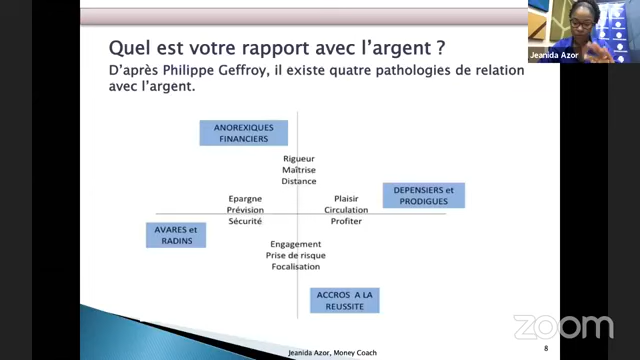 Quel est votre rapport avec l'argent ?
D'après Philippe Geffroy, il existe quatre pathologies de relation
avec l'argent.
Jeanida Azor
ANOREXIQUES
FINANCIERS
Rigueur
Maîtrise
Distance
DEPENSIERS et
PRODIGUES
Epargne
Prévision
Sécurité
Plaisir
Circulation
Profiter
AVARES et
RADINS
Engagement
Prise de risque
Focalisation
ACCROS A LA
REUSSITE
zoom
Jeanida Azor, Money Coach
8